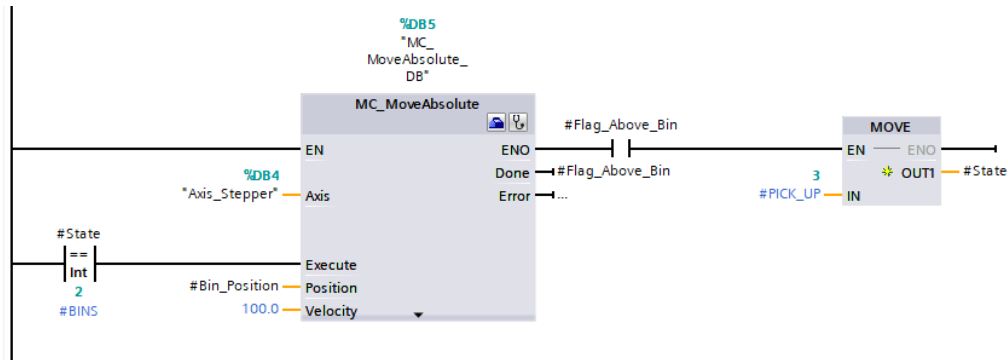 %DB5
"MC_
MoveAbsolute_
DB"
MC_MoveAbsolute
EN
ENO
#Flag_Above_Bin
MOVE
EN
ENO
Done
#Flag_Above_Bin
%DB4
"Axis_Stepper"
Axis
Error
...
3
#PICK_UP
IN
OUT1
#State
#State
==
Int
2
#BINS
Execute
#Bin_Position
Position
100.0
Velocity